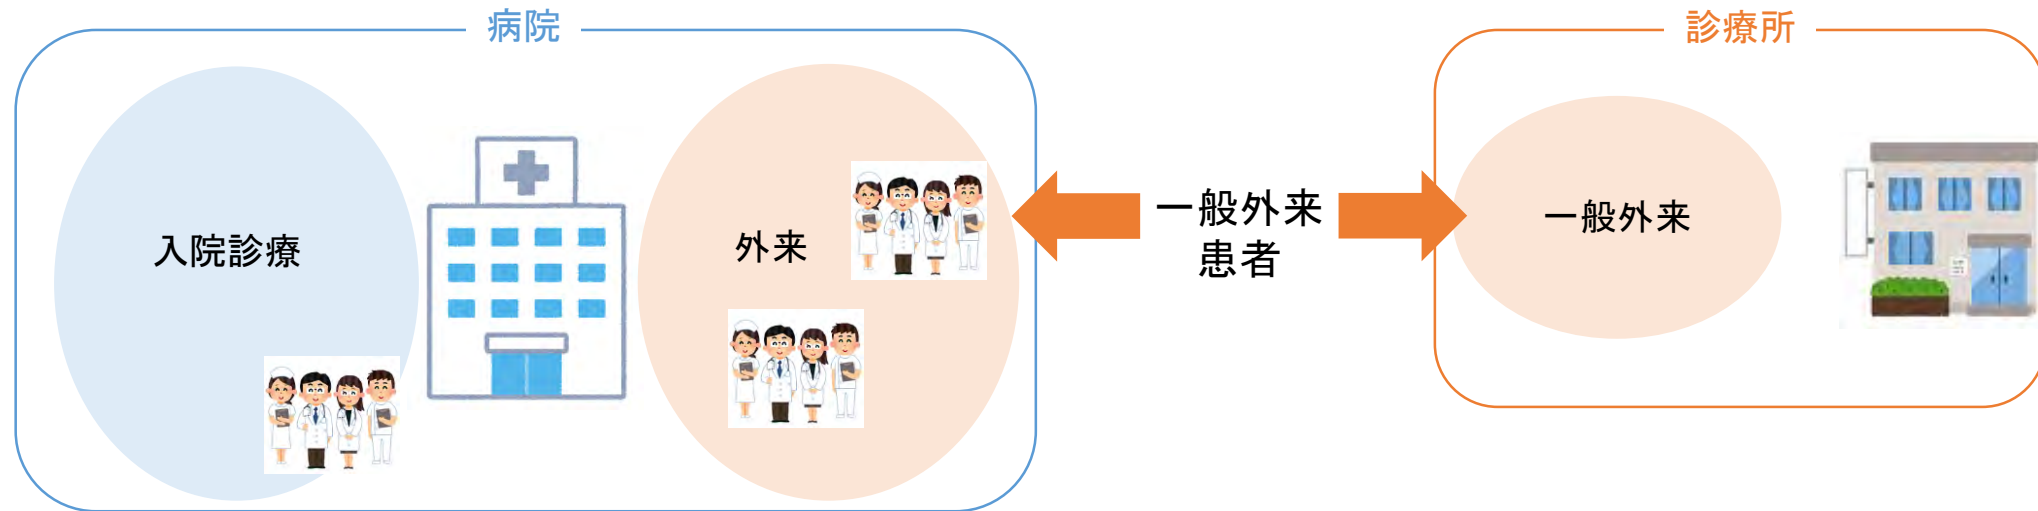 病院
診療所
入院診療
外来
一般外来
患者
一般外来